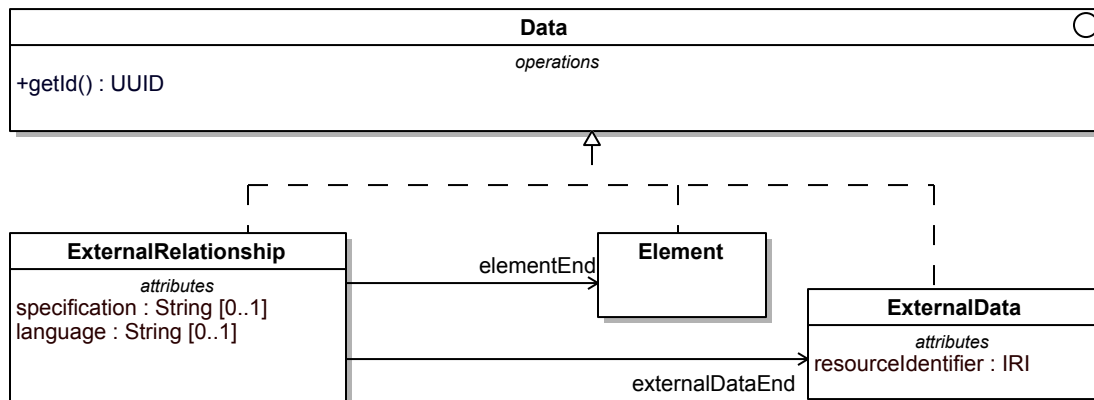 Data
operations
+getId() : UUID
ExternalRelationship
attributes
specification : String [0..1]
language : String [0..1]
elementEnd
Element
ExternalData
attributes
resourceIdentifier : IRI
externalDataEnd